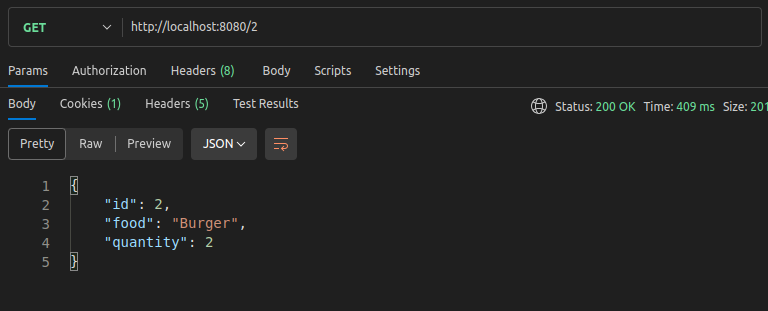 GET http://localhost:8080/2
Params Authorization Headers (8) Body Scripts Settings
Body Cookies (1) Headers (5) Test Results Status: 200 OK Time: 409 ms Size: 201
Pretty Raw Preview JSON
1 {
2 "id": 2,
3 "food": "Burger",
4 "quantity": 2
5 }